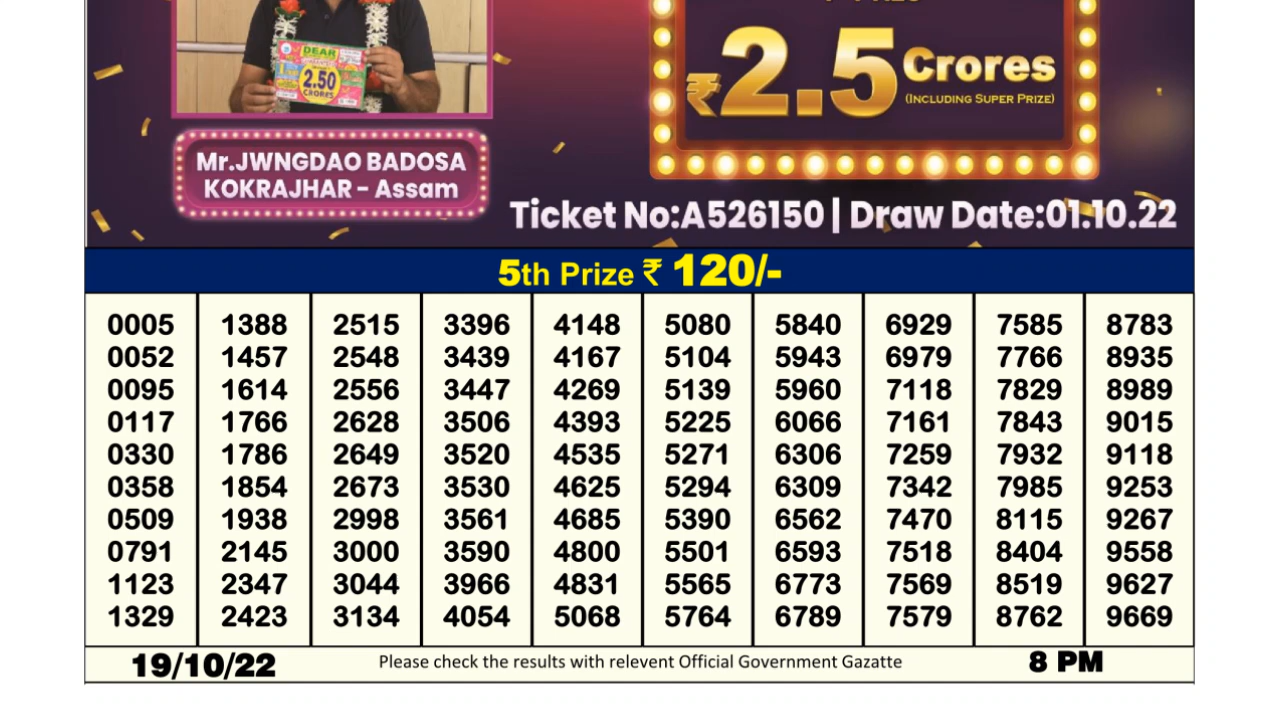 DEAR
2.50
CRORES
₹2.5 Crores
(INCLUDING SUPER PRIZE)
Mr.JWNGDAO BADOSA
KOKRAJHAR - Assam
Ticket No:A526150 | Draw Date:01.10.22
5th Prize ₹ 120/-
0005 1388 2515 3396 4148 5080 5840 6929 7585 8783
0052 1457 2548 3439 4167 5104 5943 6979 7766 8935
0095 1614 2556 3447 4269 5139 5960 7118 7829 8989
0117 1766 2628 3506 4393 5225 6066 7161 7843 9015
0330 1786 2649 3520 4535 5271 6306 7259 7932 9118
0358 1854 2673 3530 4625 5294 6309 7342 7985 9253
0509 1938 2998 3561 4685 5390 6562 7470 8115 9267
0791 2145 3000 3590 4800 5501 6593 7518 8404 9558
1123 2347 3044 3966 4831 5565 6773 7569 8519 9627
1329 2423 3134 4054 5068 5764 6789 7579 8762 9669
19/10/22 Please check the results with relevent Official Government Gazatte 8 PM